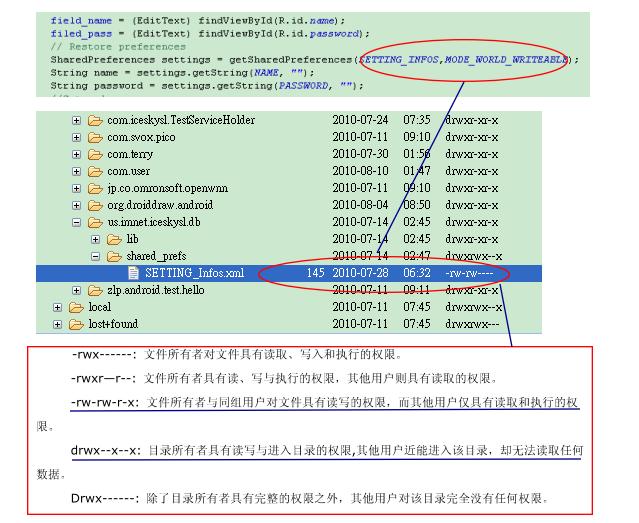 field_name = (EditText) findViewById(R.id.name);
filed_pass = (EditText) findViewById(R.id.password);
// Restore preferences
SharedPreferences settings = getSharedPreferences(SETTING_INFOS,MODE_WORLD_WRITEABLE);
String name = settings.getString(NAME, "");
String password = settings.getString(PASSWORD, "");
com.iceskysl.TestServiceHolder 2010-07-24 07:35 drwxr-xr-x
com.svox.pico 2010-07-11 09:10 drwxr-xr-x
com.terry 2010-07-30 01:56 drwxr-xr-x
com.user 2010-08-10 01:47 drwxr-xr-x
jp.co.omronsoft.openwnn 2010-07-11 09:10 drwxr-xr-x
org.droiddraw.android 2010-08-04 08:50 drwxr-xr-x
us.imnet.iceskysl.db 2010-07-14 02:45 drwxr-xr-x
lib 2010-07-14 02:45 drwxr-xr-x
shared_prefs 2010-07-14 02:47 drwxrwx--x
SETTING_Infos.xml 145 2010-07-28 06:32 -rw-rw----
zlp.android.test.hello 2010-07-11 09:11 drwxr-xr-x
local 2010-07-11 07:45 drwxrwx--x
lost+found 2010-07-11 07:45 drwxrwx---
-rwx------: 文件所有者对文件具有读取、写入和执行的权限。
-rwxr—r--: 文件所有者具有读、写与执行的权限，其他用户则具有读取的权限。
-rw-rw-r-x: 文件所有者与同组用户对文件具有读写的权限，而其他用户仅具有读取和执行的权
限。
drwx--x--x: 目录所有者具有读写与进入目录的权限,其他用户近能进入该目录，却无法读取任何
数据。
Drwx------: 除了目录所有者具有完整的权限之外，其他用户对该目录完全没有任何权限。